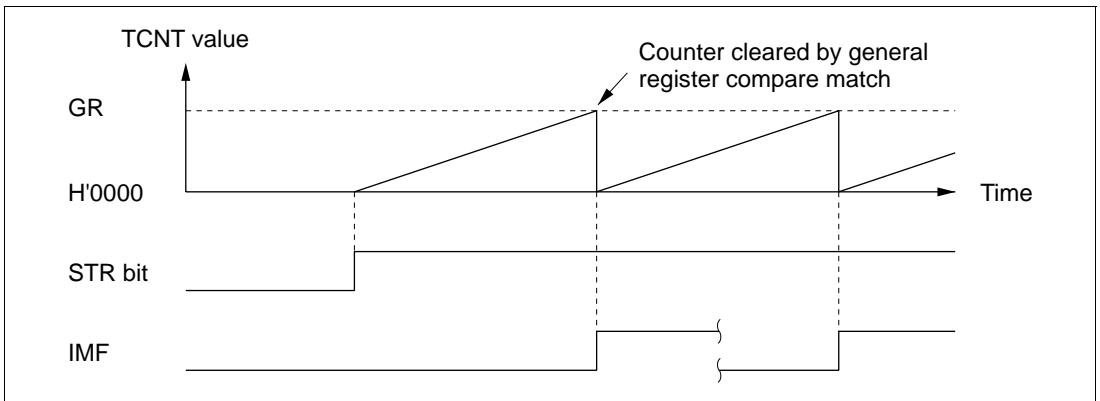 TCNT value
Counter cleared by general
register compare match
GR
H'0000
Time
STR bit
IMF